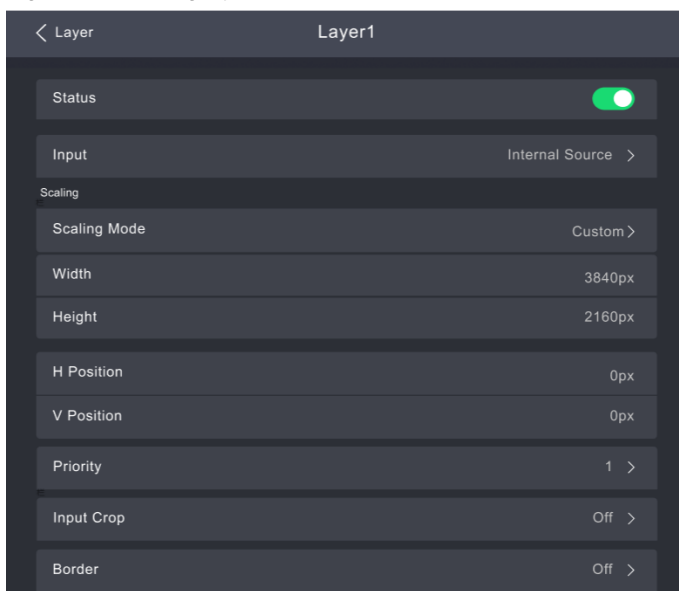 Layer Layer1
Status
Input Internal Source
Scaling
Scaling Mode Custom
Width 3840px
Height 2160px
H Position 0px
V Position 0px
Priority 1
Input Crop Off
Border Off